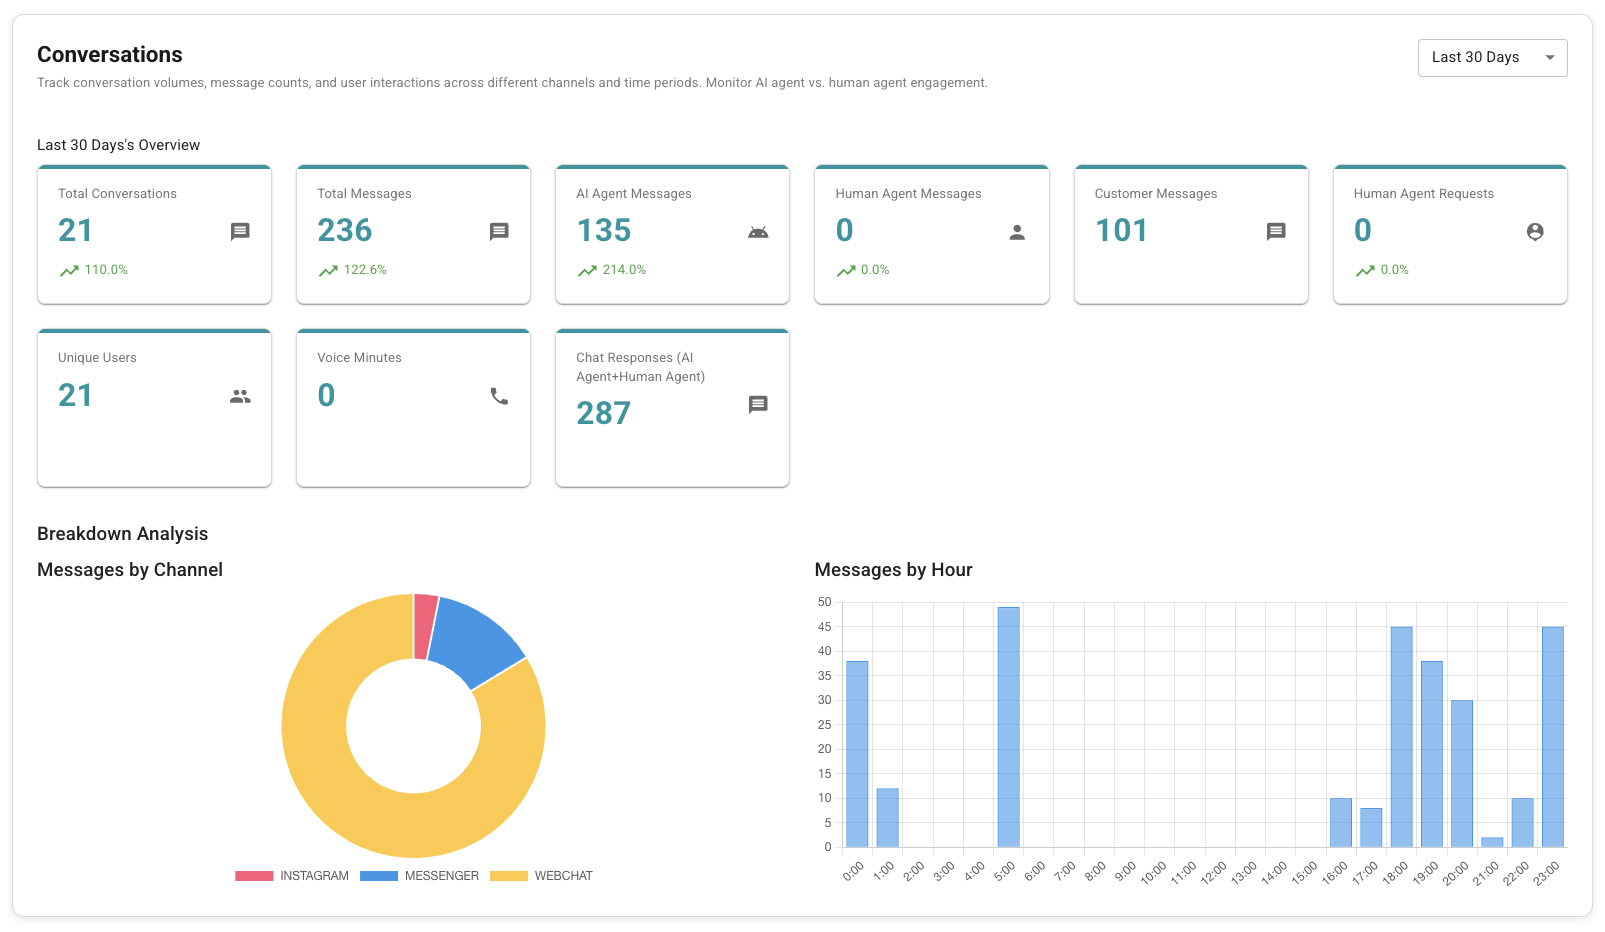 Conversations
Last 30 Days
Track conversation volumes, message counts, and user interactions across different channels and time periods. Monitor AI agent vs. human agent engagement.
Last 30 Days's Overview
Total Conversations
21
110.0%
Total Messages
236
122.6%
AI Agent Messages
135
214.0%
Human Agent Messages
0
0.0%
Customer Messages
101
Human Agent Requests
0
0.0%
Unique Users
21
Voice Minutes
0
Chat Responses (AI
Agent+Human Agent)
287
Breakdown Analysis
Messages by Channel
INSTAGRAM
MESSENGER
WEBCHAT
Messages by Hour
50
45
40
35
30
25
20
15
10
5
0
0:00
1:00
2:00
3:00
4:00
5:00
6:00
7:00
8:00
9:00
10:00
11:00
12:00
13:00
14:00
15:00
16:00
17:00
18:00
19:00
20:00
21:00
22:00
23:00